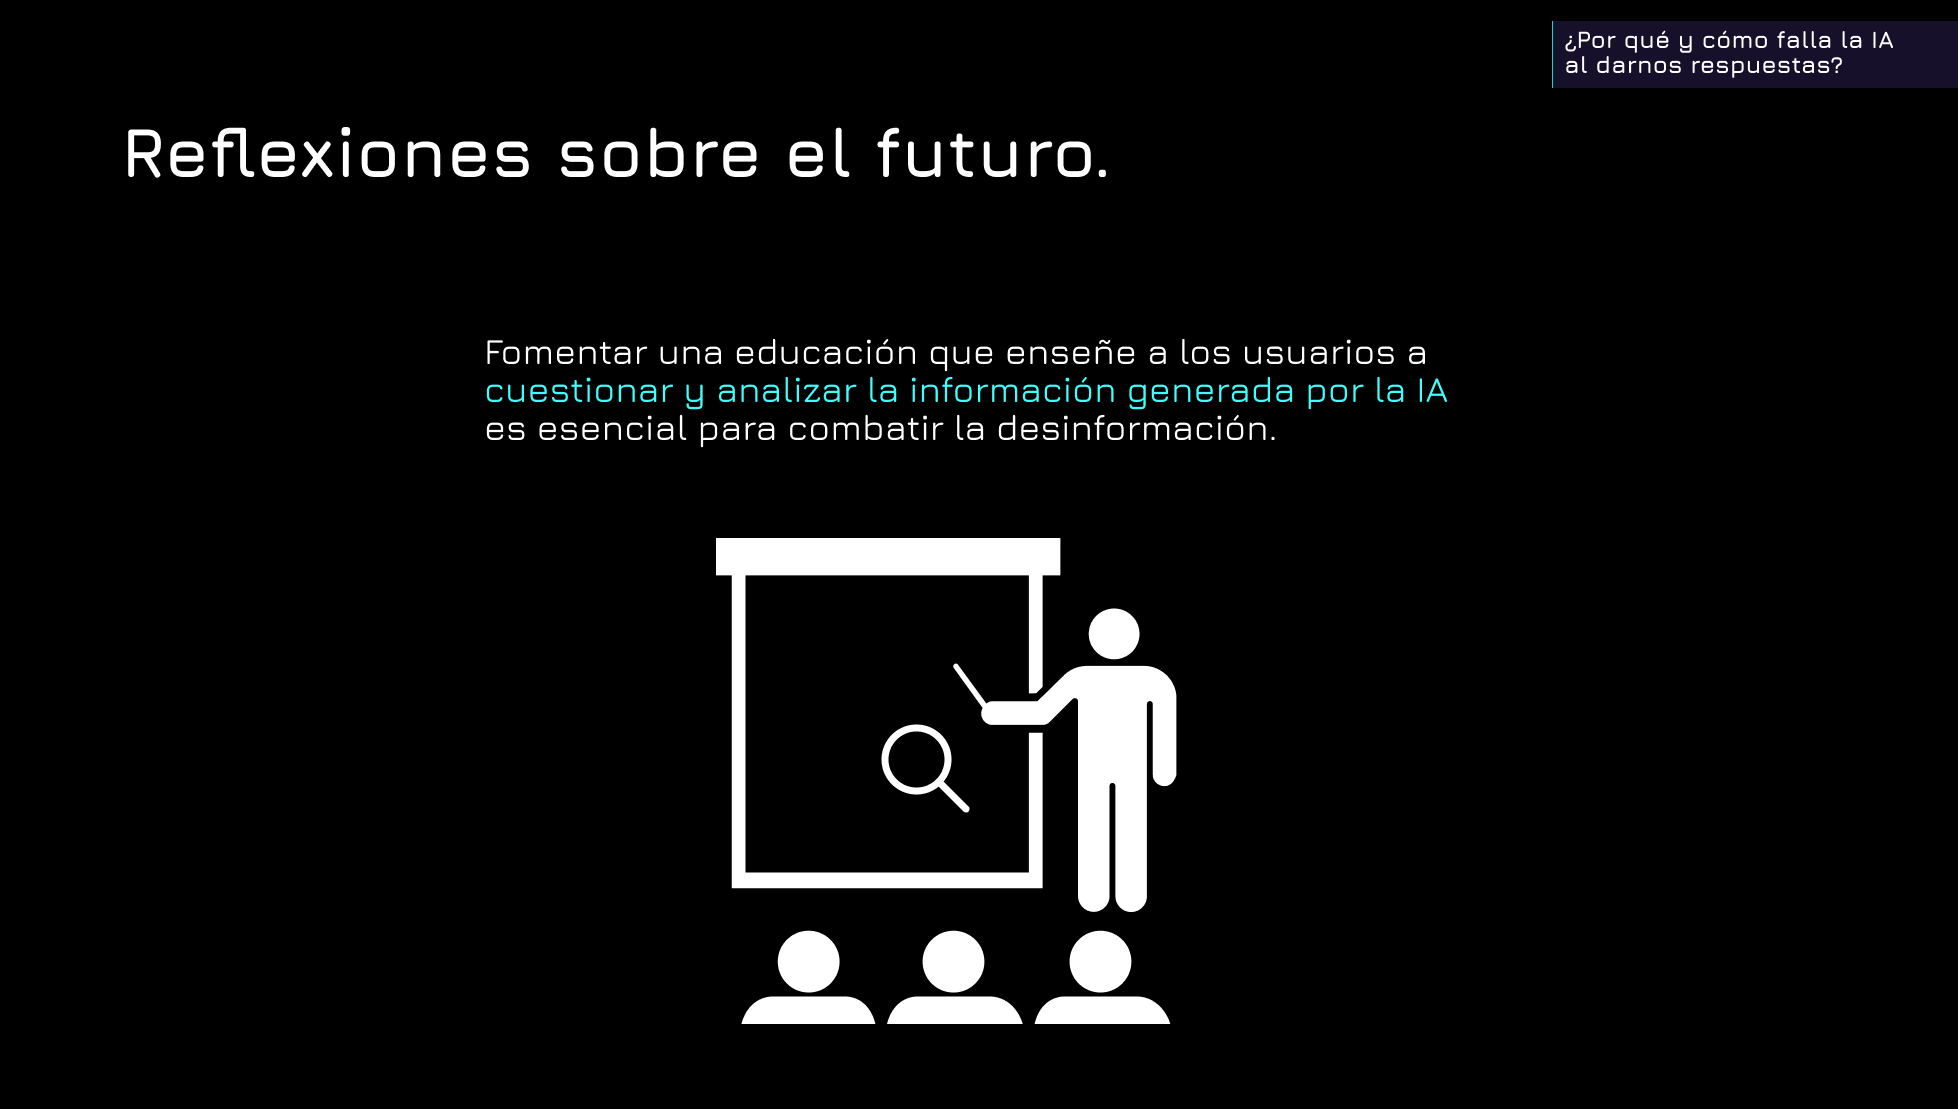 ¿Por qué y cómo falla la IA
al darnos respuestas?
Reflexiones sobre el futuro.
Fomentar una educación que enseñe a los usuarios a
cuestionar y analizar la información generada por la IA
es esencial para combatir la desinformación.